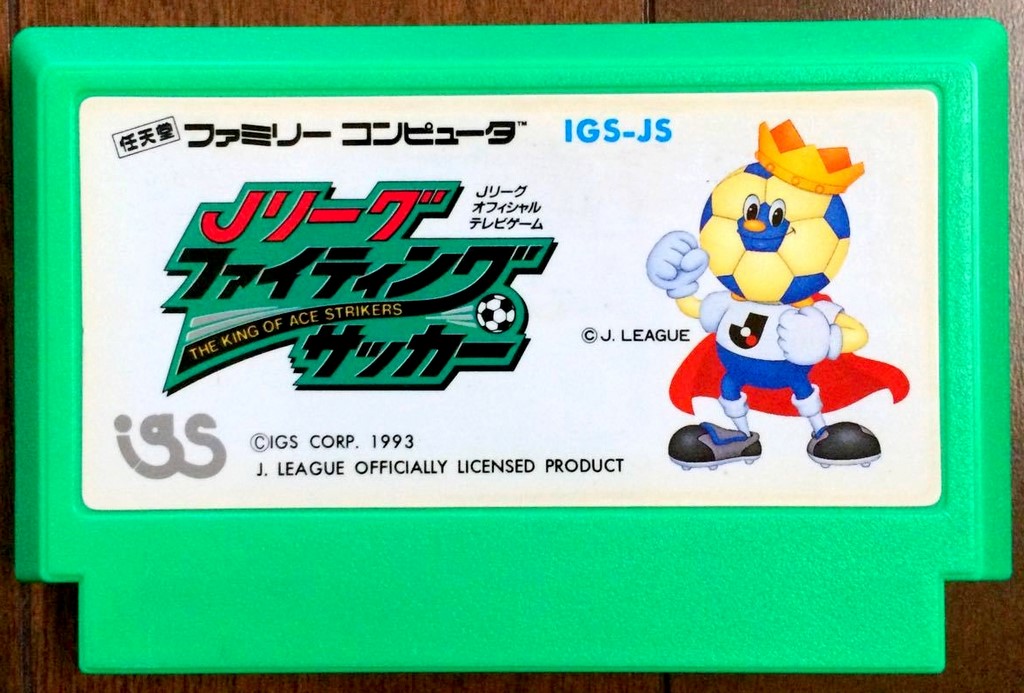 任天堂 ファミリー コンピュータ™ IGS-JS
Jリーグ
オフィシャル
テレビゲーム
Jリーグ
ファイティング
THE KING OF ACE STRIKERS
サッカー
© J. LEAGUE
J
igs
©IGS CORP. 1993
J. LEAGUE OFFICIALLY LICENSED PRODUCT